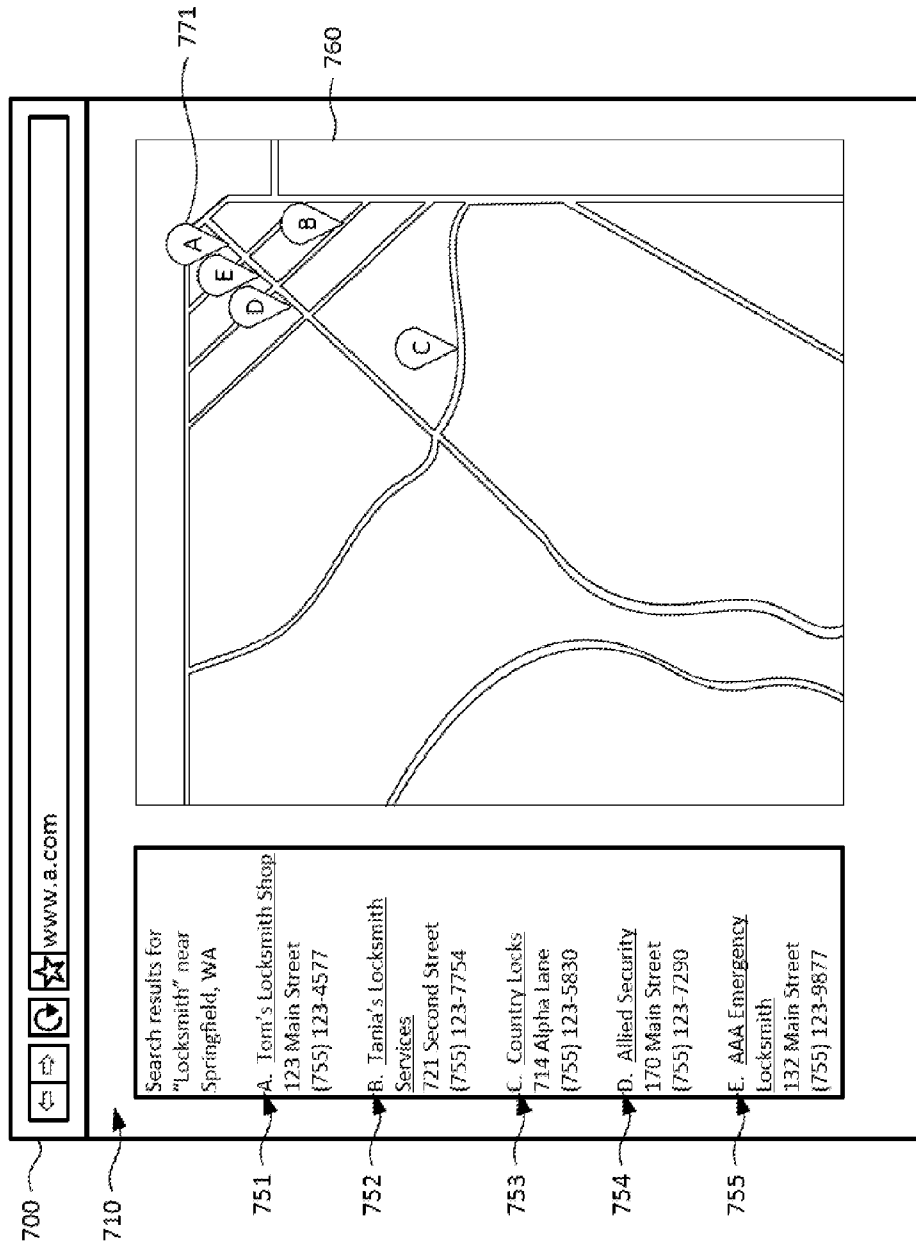 700
www.a.com
710
Search results for
"Locksmith" near
Springfield, WA
751
A. Tom's Locksmith Shop
123 Main Street
(755) 123-4577
752
B. Tania's Locksmith
Services
721 Second Street
(755) 123-7754
753
C. Country Locks
714 Alpha Lane
(755) 123-5830
754
D. Allied Security
170 Main Street
(755) 123-7290
755
E. AAA Emergency
Locksmith
132 Main Street
(755) 123-9877
A
E
D
B
C
771
760